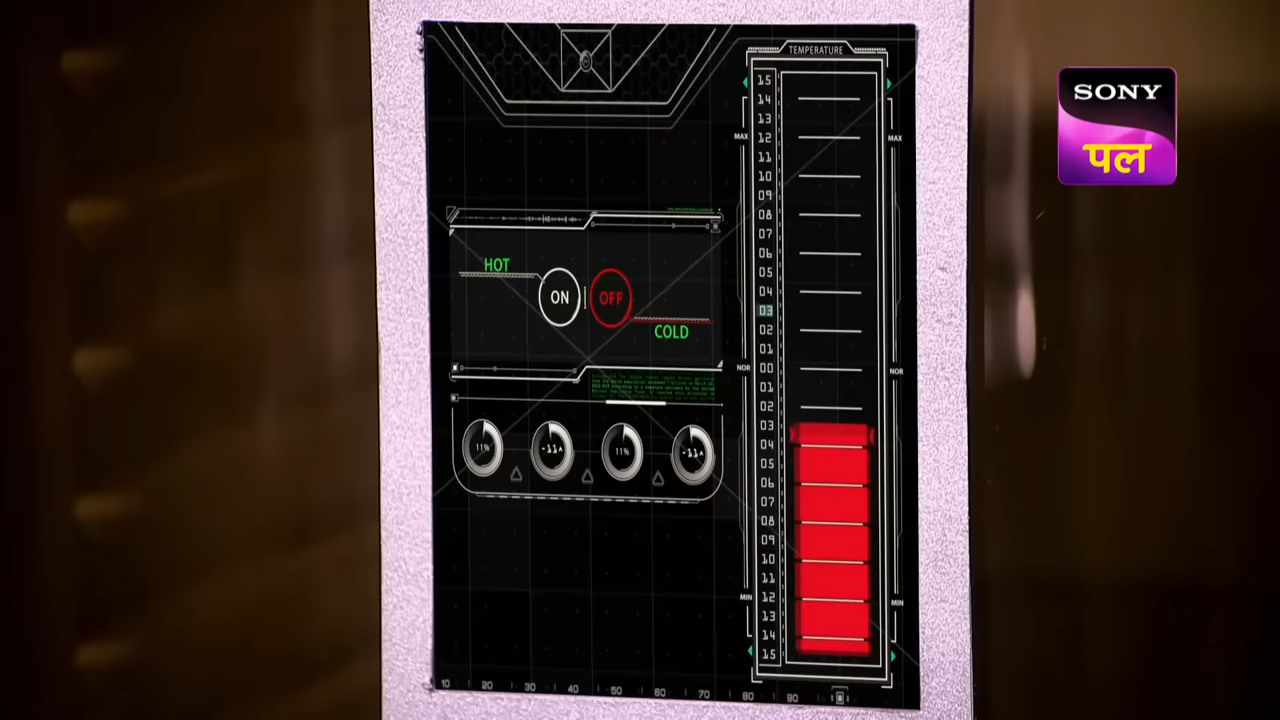 TEMPERATURE
SONY
पल
15
14
13
12
11
10
09
08
07
06
05
04
03
02
01
00
01
02
03
04
05
06
07
08
09
10
11
12
13
14
15
MAX
MAX
NOR
NOR
MIN
MIN
HOT
ON
OFF
COLD
11%
-11^
11%
-11^
10 20 30 40 50 60 70 80 90